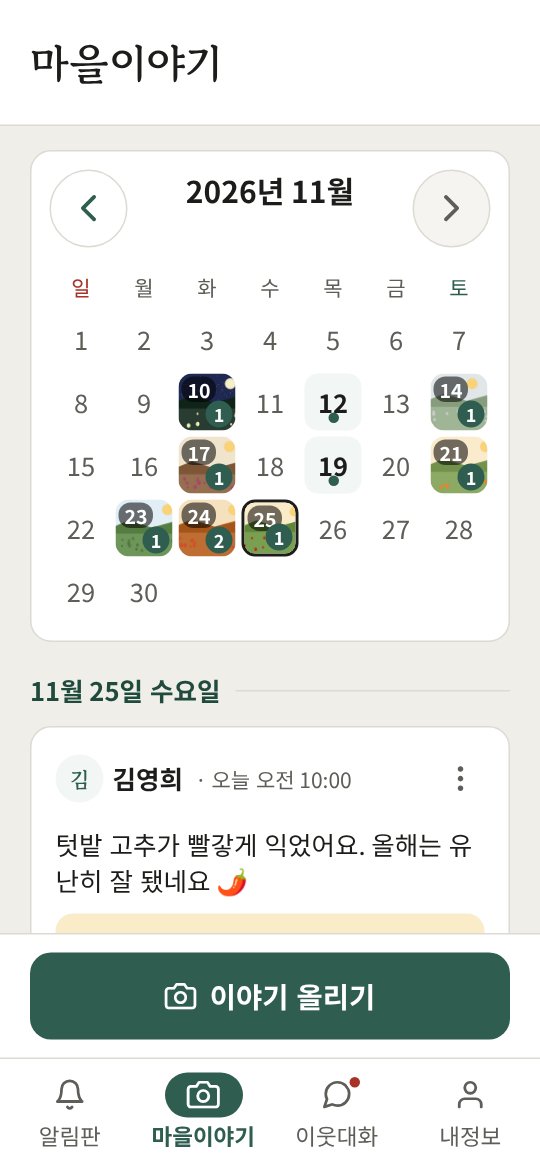 마을이야기
2026년 11월
일 월 화 수 목 금 토
1 2 3 4 5 6 7
8 9 10 1 11 12 13 14 1
15 16 17 1 18 19 20 21 1
22 23 1 24 2 25 1 26 27 28
29 30
11월 25일 수요일
김 김영희 · 오늘 오전 10:00
텃밭 고추가 빨갛게 익었어요. 올해는 유
난히 잘 됐네요 🌶️
이야기 올리기
알림판 마을이야기 이웃대화 내정보